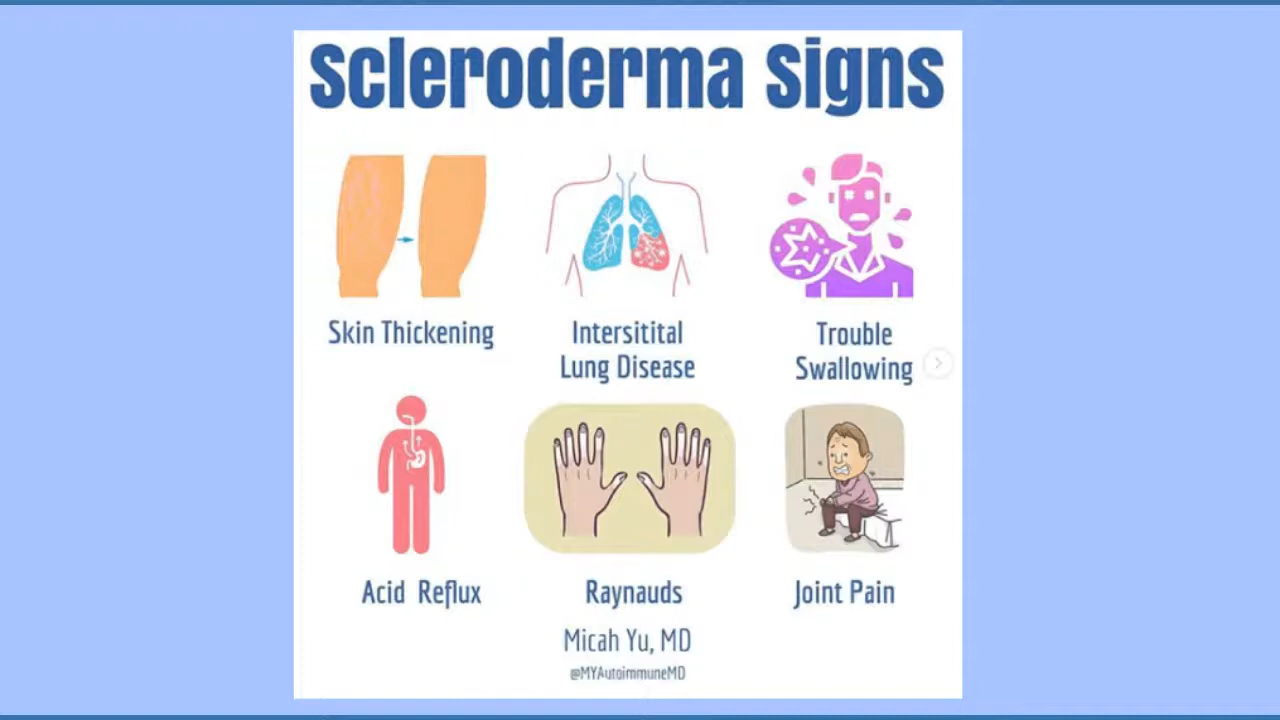 Scleroderma Signs
Skin Thickening
Intersitital
Lung Disease
Trouble
Swallowing
Acid Reflux
Raynauds
Joint Pain
Micah Yu, MD
@MYAutoimmuneMD